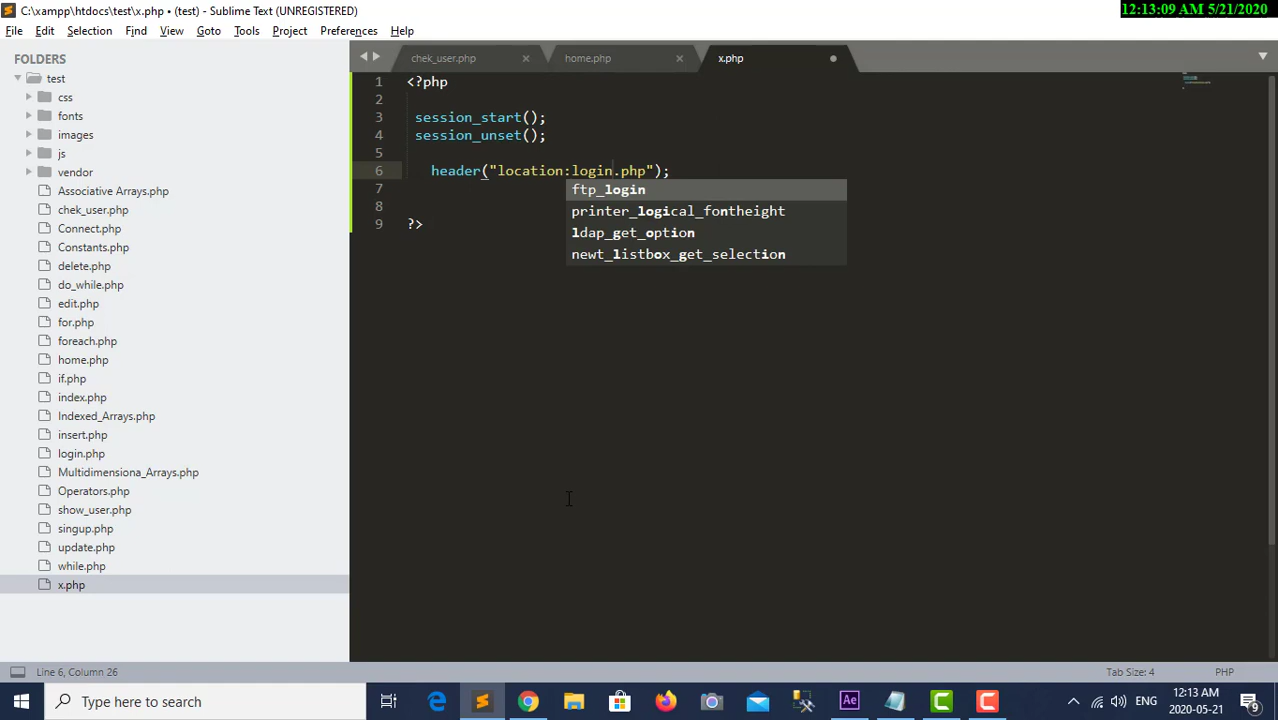 C:\xampp\htdocs\test\x.php • (test) - Sublime Text (UNREGISTERED)
12:13:09 AM 5/21/2020
File Edit Selection Find View Goto Tools Project Preferences Help
FOLDERS
test
css
fonts
images
js
vendor
Associative Arrays.php
chek_user.php
Connect.php
Constants.php
delete.php
do_while.php
edit.php
for.php
foreach.php
home.php
if.php
index.php
Indexed_Arrays.php
insert.php
login.php
Multidimensiona_Arrays.php
Operators.php
show_user.php
singup.php
update.php
while.php
x.php
chek_user.php home.php x.php
1 <?php
2
3 session_start();
4 session_unset();
5
6 header("location:login.php");
7
8
9 ?>
ftp_login
printer_logical_fontheight
ldap_get_option
newt_listbox_get_selection
Line 6, Column 26
Tab Size: 4 PHP
Type here to search
ENG
12:13 AM
2020-05-21
9